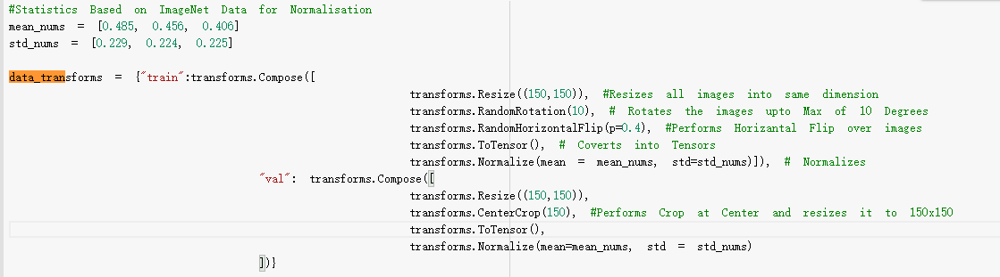 #Statistics Based on ImageNet Data for Normalisation
mean_nums = [0.485, 0.456, 0.406]
std_nums = [0.229, 0.224, 0.225]
data_transforms = {"train":transforms.Compose([
transforms.Resize((150,150)), #Resizes all images into same dimension
transforms.RandomRotation(10), # Rotates the images upto Max of 10 Degrees
transforms.RandomHorizontalFlip(p=0.4), #Performs Horizantal Flip over images
transforms.ToTensor(), # Coverts into Tensors
transforms.Normalize(mean = mean_nums, std=std_nums)]), # Normalizes
"val": transforms.Compose([
transforms.Resize((150,150)),
transforms.CenterCrop(150), #Performs Crop at Center and resizes it to 150x150
transforms.ToTensor(),
transforms.Normalize(mean=mean_nums, std = std_nums)
])}